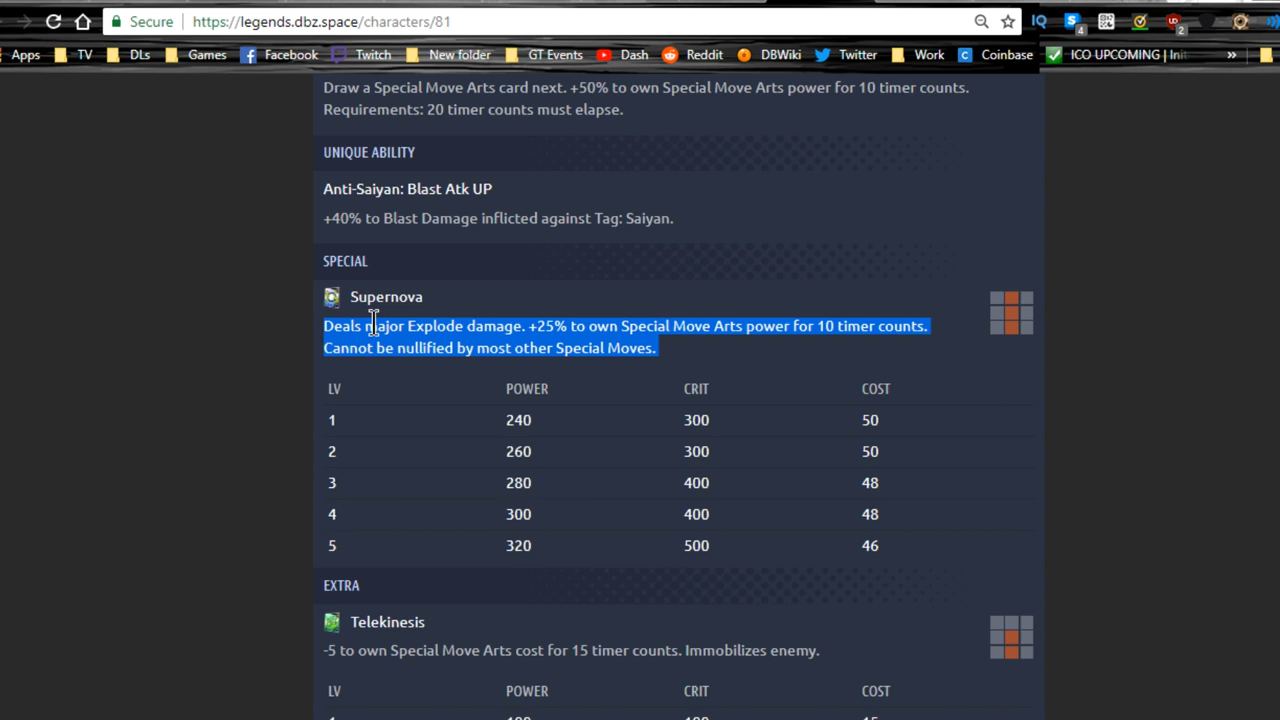 Secure https://legends.dbz.space/characters/81 IQ 4 2
Apps TV DLs Games Facebook Twitch New folder GT Events Dash Reddit DBWiki Twitter Work Coinbase ICO UPCOMING | Init »
Draw a Special Move Arts card next. +50% to own Special Move Arts power for 10 timer counts.
Requirements: 20 timer counts must elapse.
UNIQUE ABILITY
Anti-Saiyan: Blast Atk UP
+40% to Blast Damage inflicted against Tag: Saiyan.
SPECIAL
Supernova
Deals major Explode damage. +25% to own Special Move Arts power for 10 timer counts.
Cannot be nullified by most other Special Moves.
LV POWER CRIT COST
1 240 300 50
2 260 300 50
3 280 400 48
4 300 400 48
5 320 500 46
EXTRA
Telekinesis
-5 to own Special Move Arts cost for 15 timer counts. Immobilizes enemy.
LV POWER CRIT COST